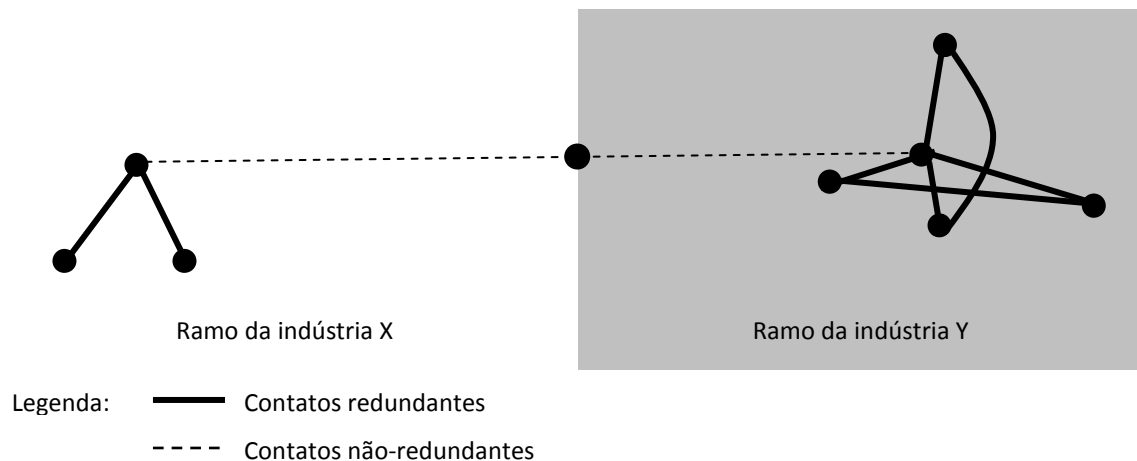 Ramo da indústria X
Ramo da indústria Y
Legenda:
Contatos redundantes
Contatos não-redundantes